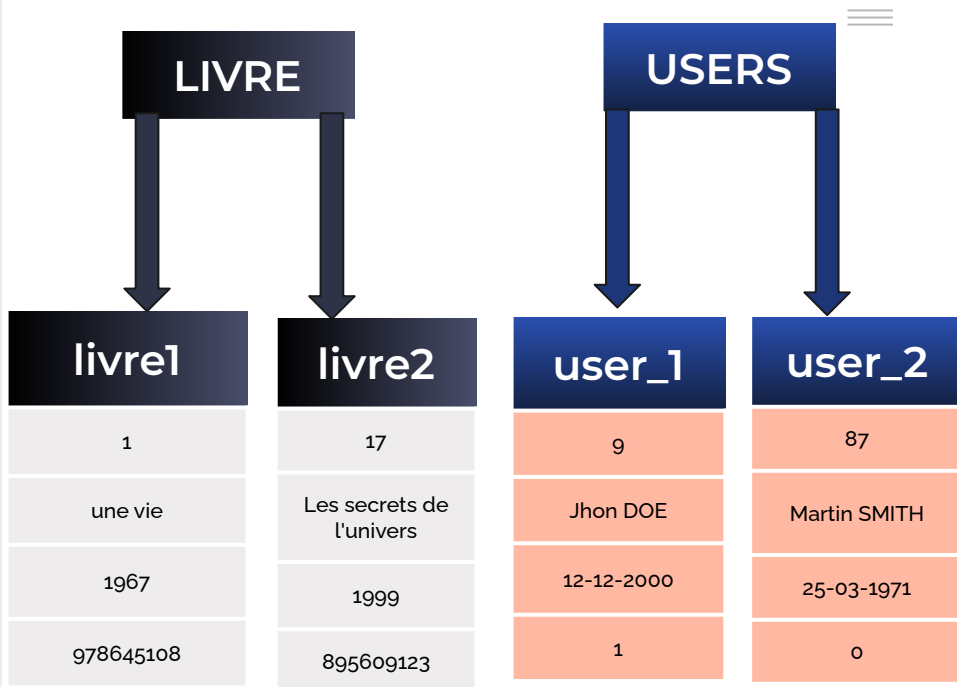 LIVRE
USERS
livre1
livre2
user_1
user_2
1
17
9
87
une vie
Les secrets de
l'univers
Jhon DOE
Martin SMITH
1967
1999
12-12-2000
25-03-1971
978645108
895609123
1
0